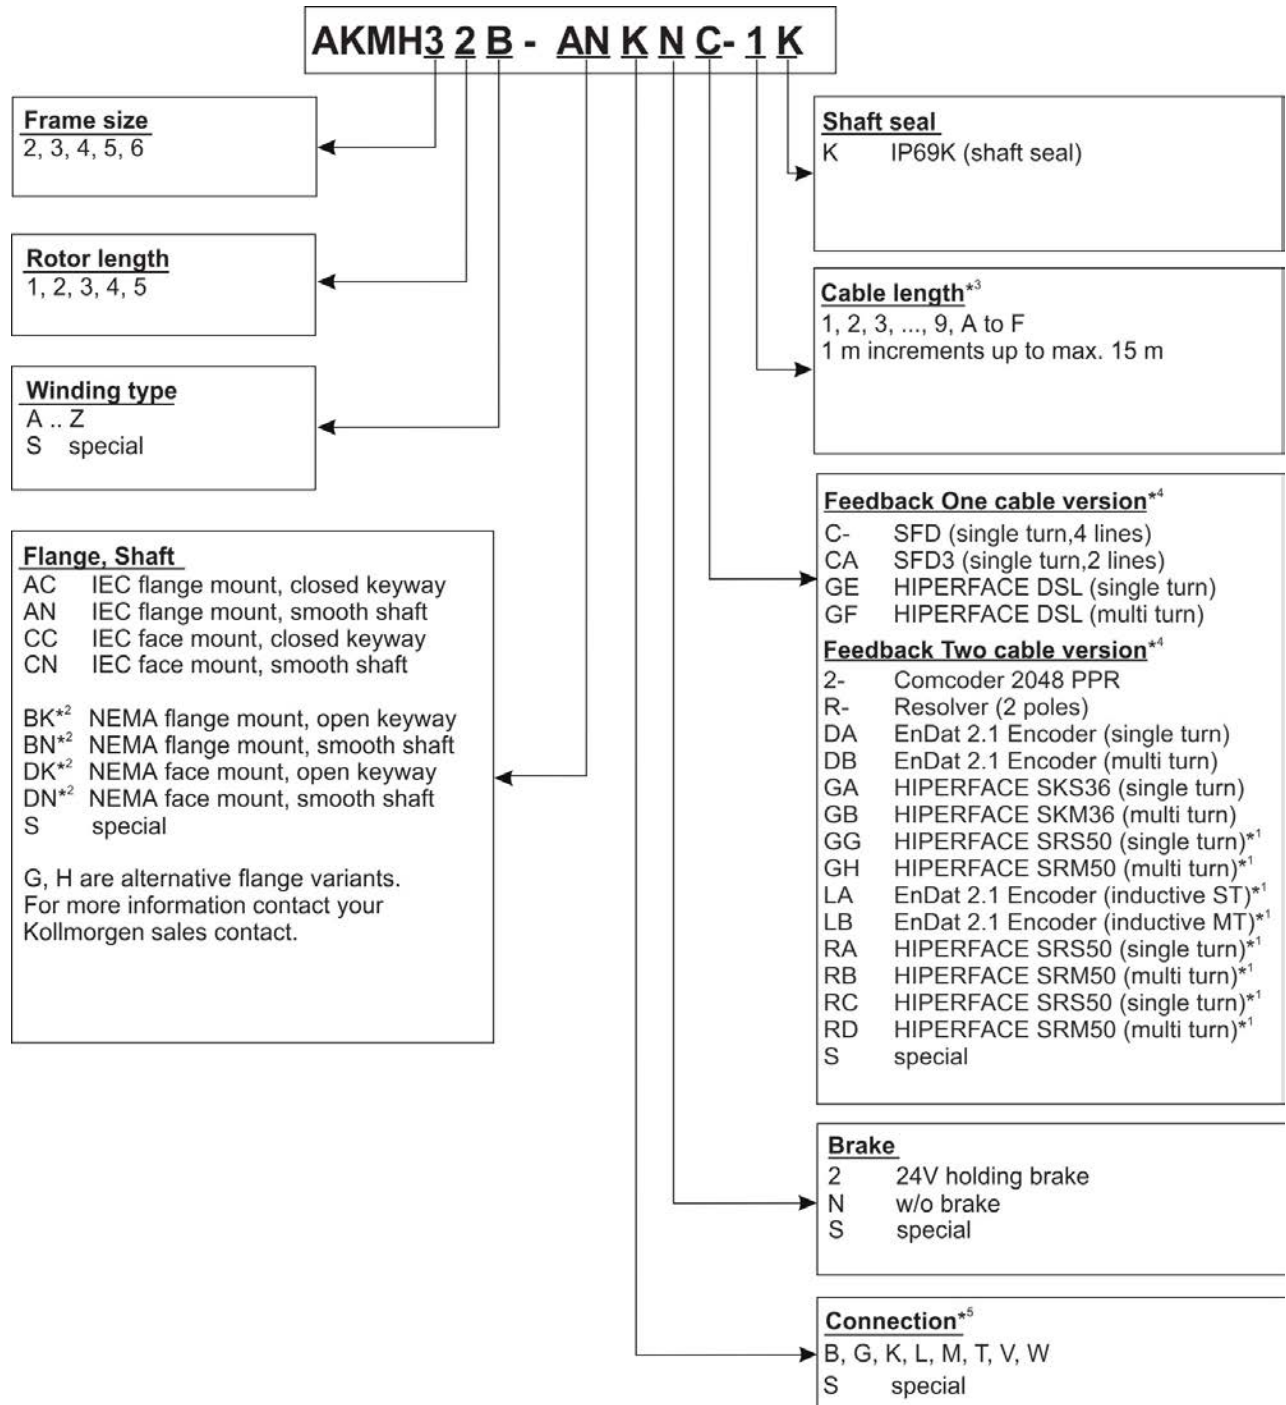 AKMH32B- ANKNC-1K
Frame size
2, 3, 4, 5, 6
Rotor length
1, 2, 3, 4, 5
Winding type
A .. Z
S special
Flange, Shaft
AC IEC flange mount, closed keyway
AN IEC flange mount, smooth shaft
CC IEC face mount, closed keyway
CN IEC face mount, smooth shaft
BK*2 NEMA flange mount, open keyway
BN*2 NEMA flange mount, smooth shaft
DK*2 NEMA face mount, open keyway
DN*2 NEMA face mount, smooth shaft
S special
G, H are alternative flange variants.
For more information contact your
Kollmorgen sales contact.
Shaft seal
K IP69K (shaft seal)
Cable length*3
1, 2, 3, ..., 9, A to F
1 m increments up to max. 15 m
Feedback One cable version*4
C- SFD (single turn,4 lines)
CA SFD3 (single turn,2 lines)
GE HIPERFACE DSL (single turn)
GF HIPERFACE DSL (multi turn)
Feedback Two cable version*4
2- Comcoder 2048 PPR
R- Resolver (2 poles)
DA EnDat 2.1 Encoder (single turn)
DB EnDat 2.1 Encoder (multi turn)
GA HIPERFACE SKS36 (single turn)
GB HIPERFACE SKM36 (multi turn)
GG HIPERFACE SRS50 (single turn)*1
GH HIPERFACE SRM50 (multi turn)*1
LA EnDat 2.1 Encoder (inductive ST)*1
LB EnDat 2.1 Encoder (inductive MT)*1
RA HIPERFACE SRS50 (single turn)*1
RB HIPERFACE SRM50 (multi turn)*1
RC HIPERFACE SRS50 (single turn)*1
RD HIPERFACE SRM50 (multi turn)*1
S special
Brake
2 24V holding brake
N w/o brake
S special
Connection*5
B, G, K, L, M, T, V, W
S special